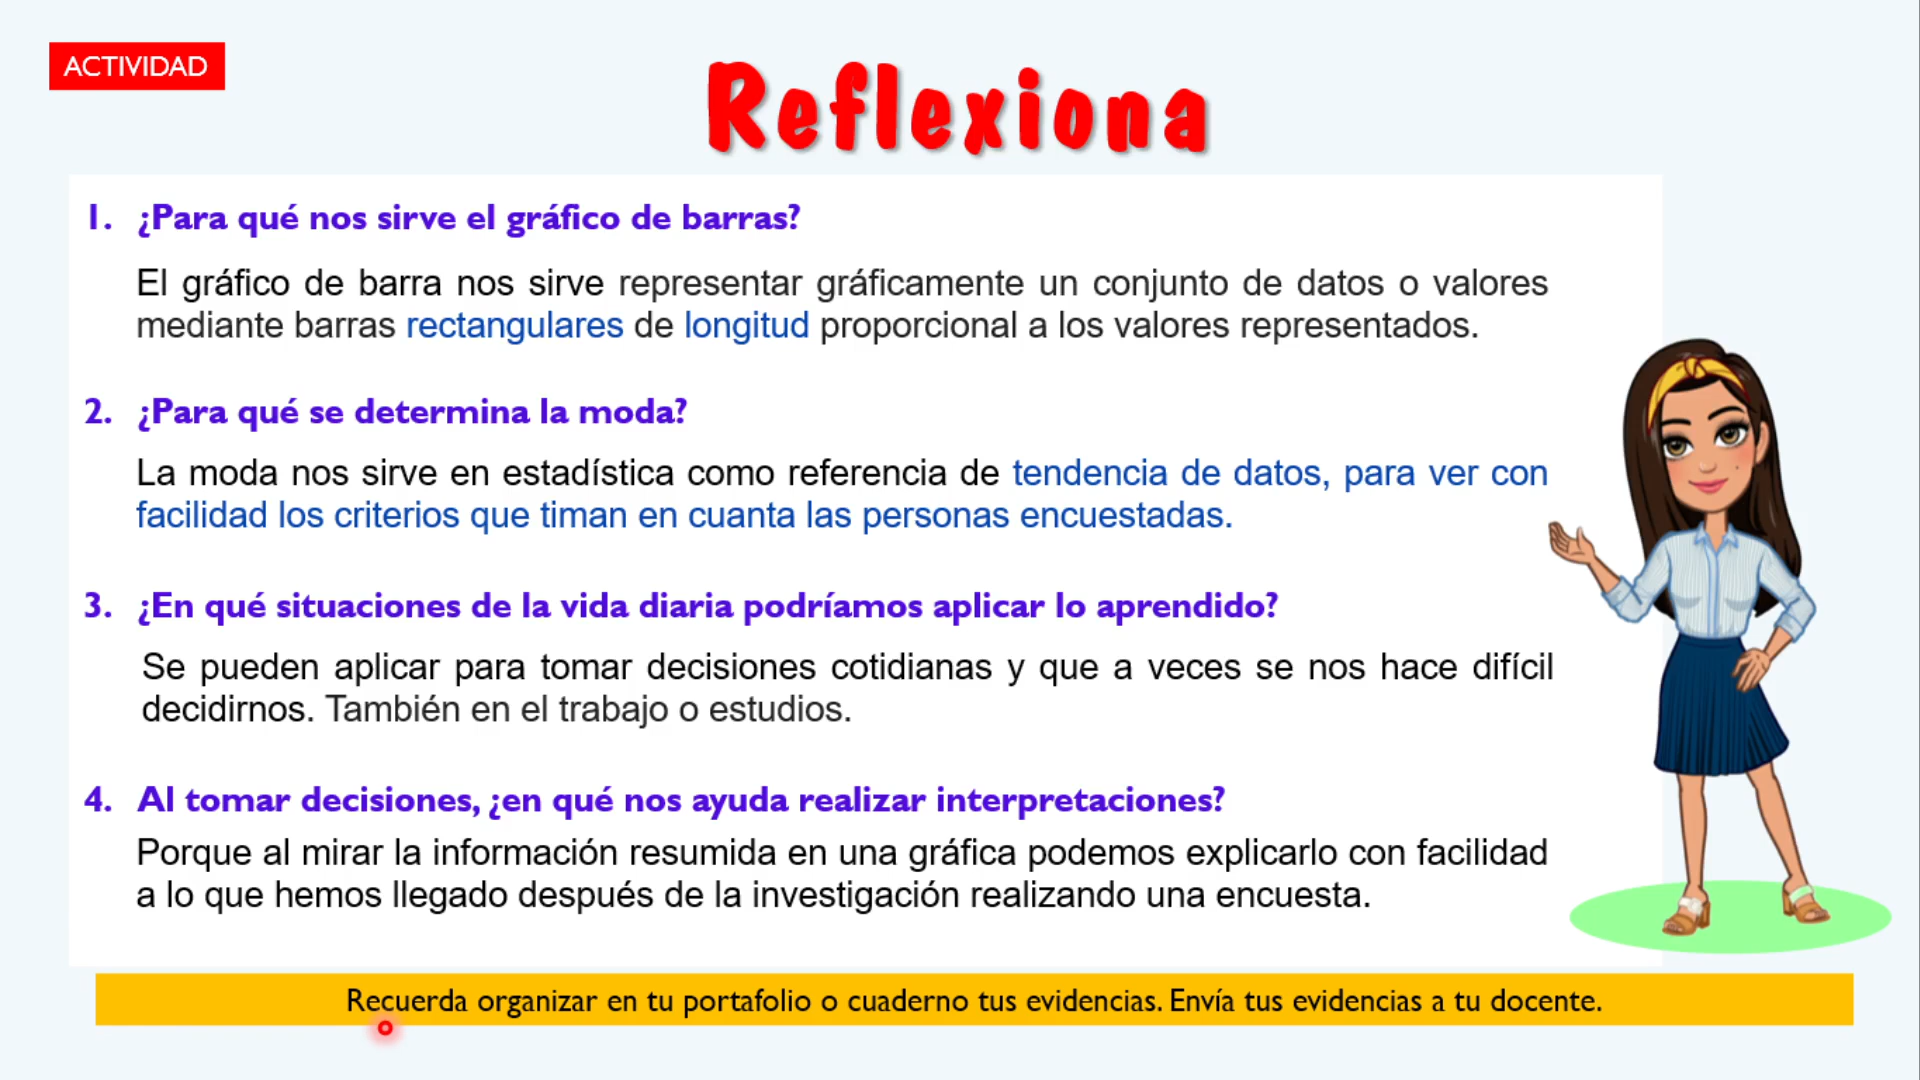 ACTIVIDAD
Reflexiona
1. ¿Para qué nos sirve el gráfico de barras?
El gráfico de barra nos sirve representar gráficamente un conjunto de datos o valores
mediante barras rectangulares de longitud proporcional a los valores representados.
2. ¿Para qué se determina la moda?
La moda nos sirve en estadística como referencia de tendencia de datos, para ver con
facilidad los criterios que timan en cuanta las personas encuestadas.
3. ¿En qué situaciones de la vida diaria podríamos aplicar lo aprendido?
Se pueden aplicar para tomar decisiones cotidianas y que a veces se nos hace difícil
decidirnos. También en el trabajo o estudios.
4. Al tomar decisiones, ¿en qué nos ayuda realizar interpretaciones?
Porque al mirar la información resumida en una gráfica podemos explicarlo con facilidad
a lo que hemos llegado después de la investigación realizando una encuesta.
Recuerda organizar en tu portafolio o cuaderno tus evidencias. Envía tus evidencias a tu docente.